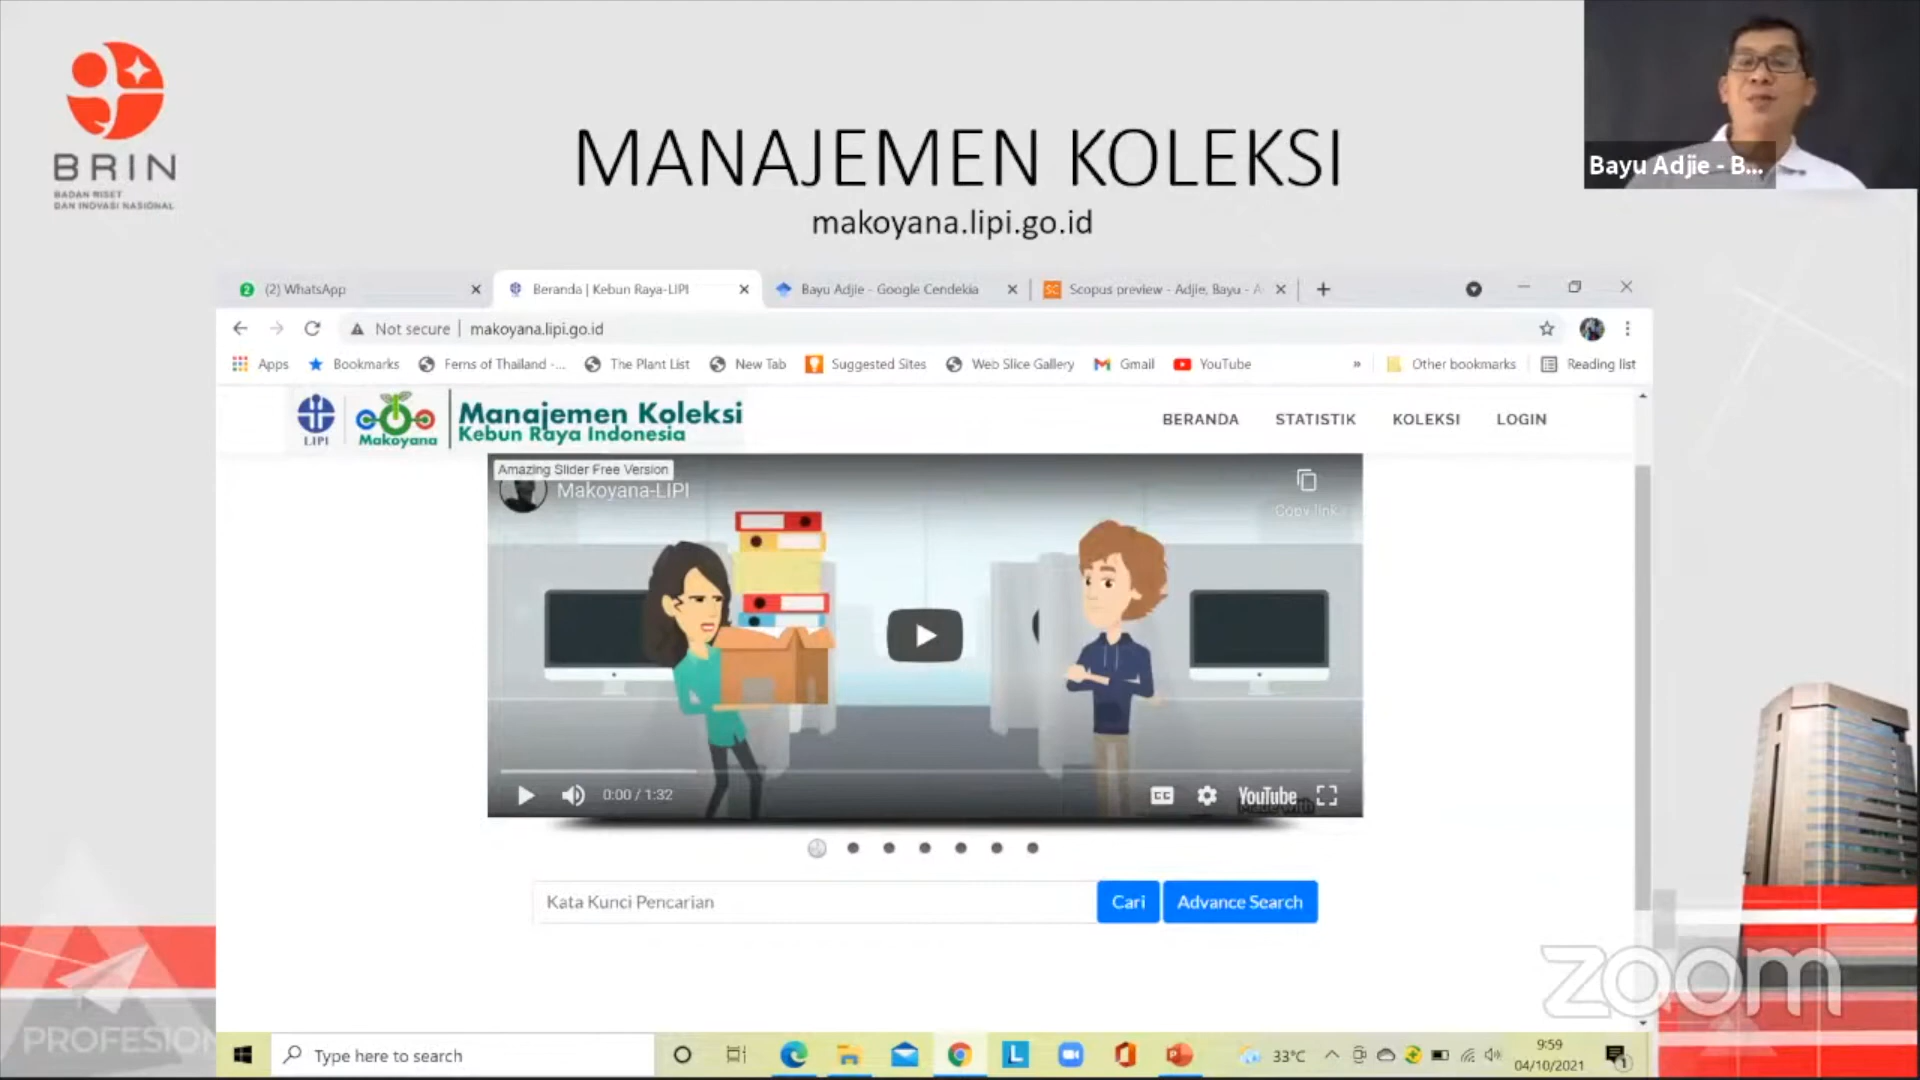 BRIN
BADAN RISET
DAN INOVASI NASIONAL
MANAJEMEN KOLEKSI
makoyana.lipi.go.id
Bayu Adjie - B...
(2) WhatsApp
Beranda | Kebun Raya-LIPI
Bayu Adjie - Google Cendekia
Scopus preview - Adjie, Bayu - A
Not secure | makoyana.lipi.go.id
Apps
Bookmarks
Ferns of Thailand -...
The Plant List
New Tab
Suggested Sites
Web Slice Gallery
Gmail
YouTube
»
Other bookmarks
Reading list
LIPI
Makoyana
Manajemen Koleksi
Kebun Raya Indonesia
BERANDA
STATISTIK
KOLEKSI
LOGIN
Amazing Slider Free Version
Makoyana-LIPI
Copy link
0:00 / 1:32
CC
YouTube
Kata Kunci Pencarian
Cari
Advance Search
zoom
PROFESION
Type here to search
33°C
9:59
04/10/2021